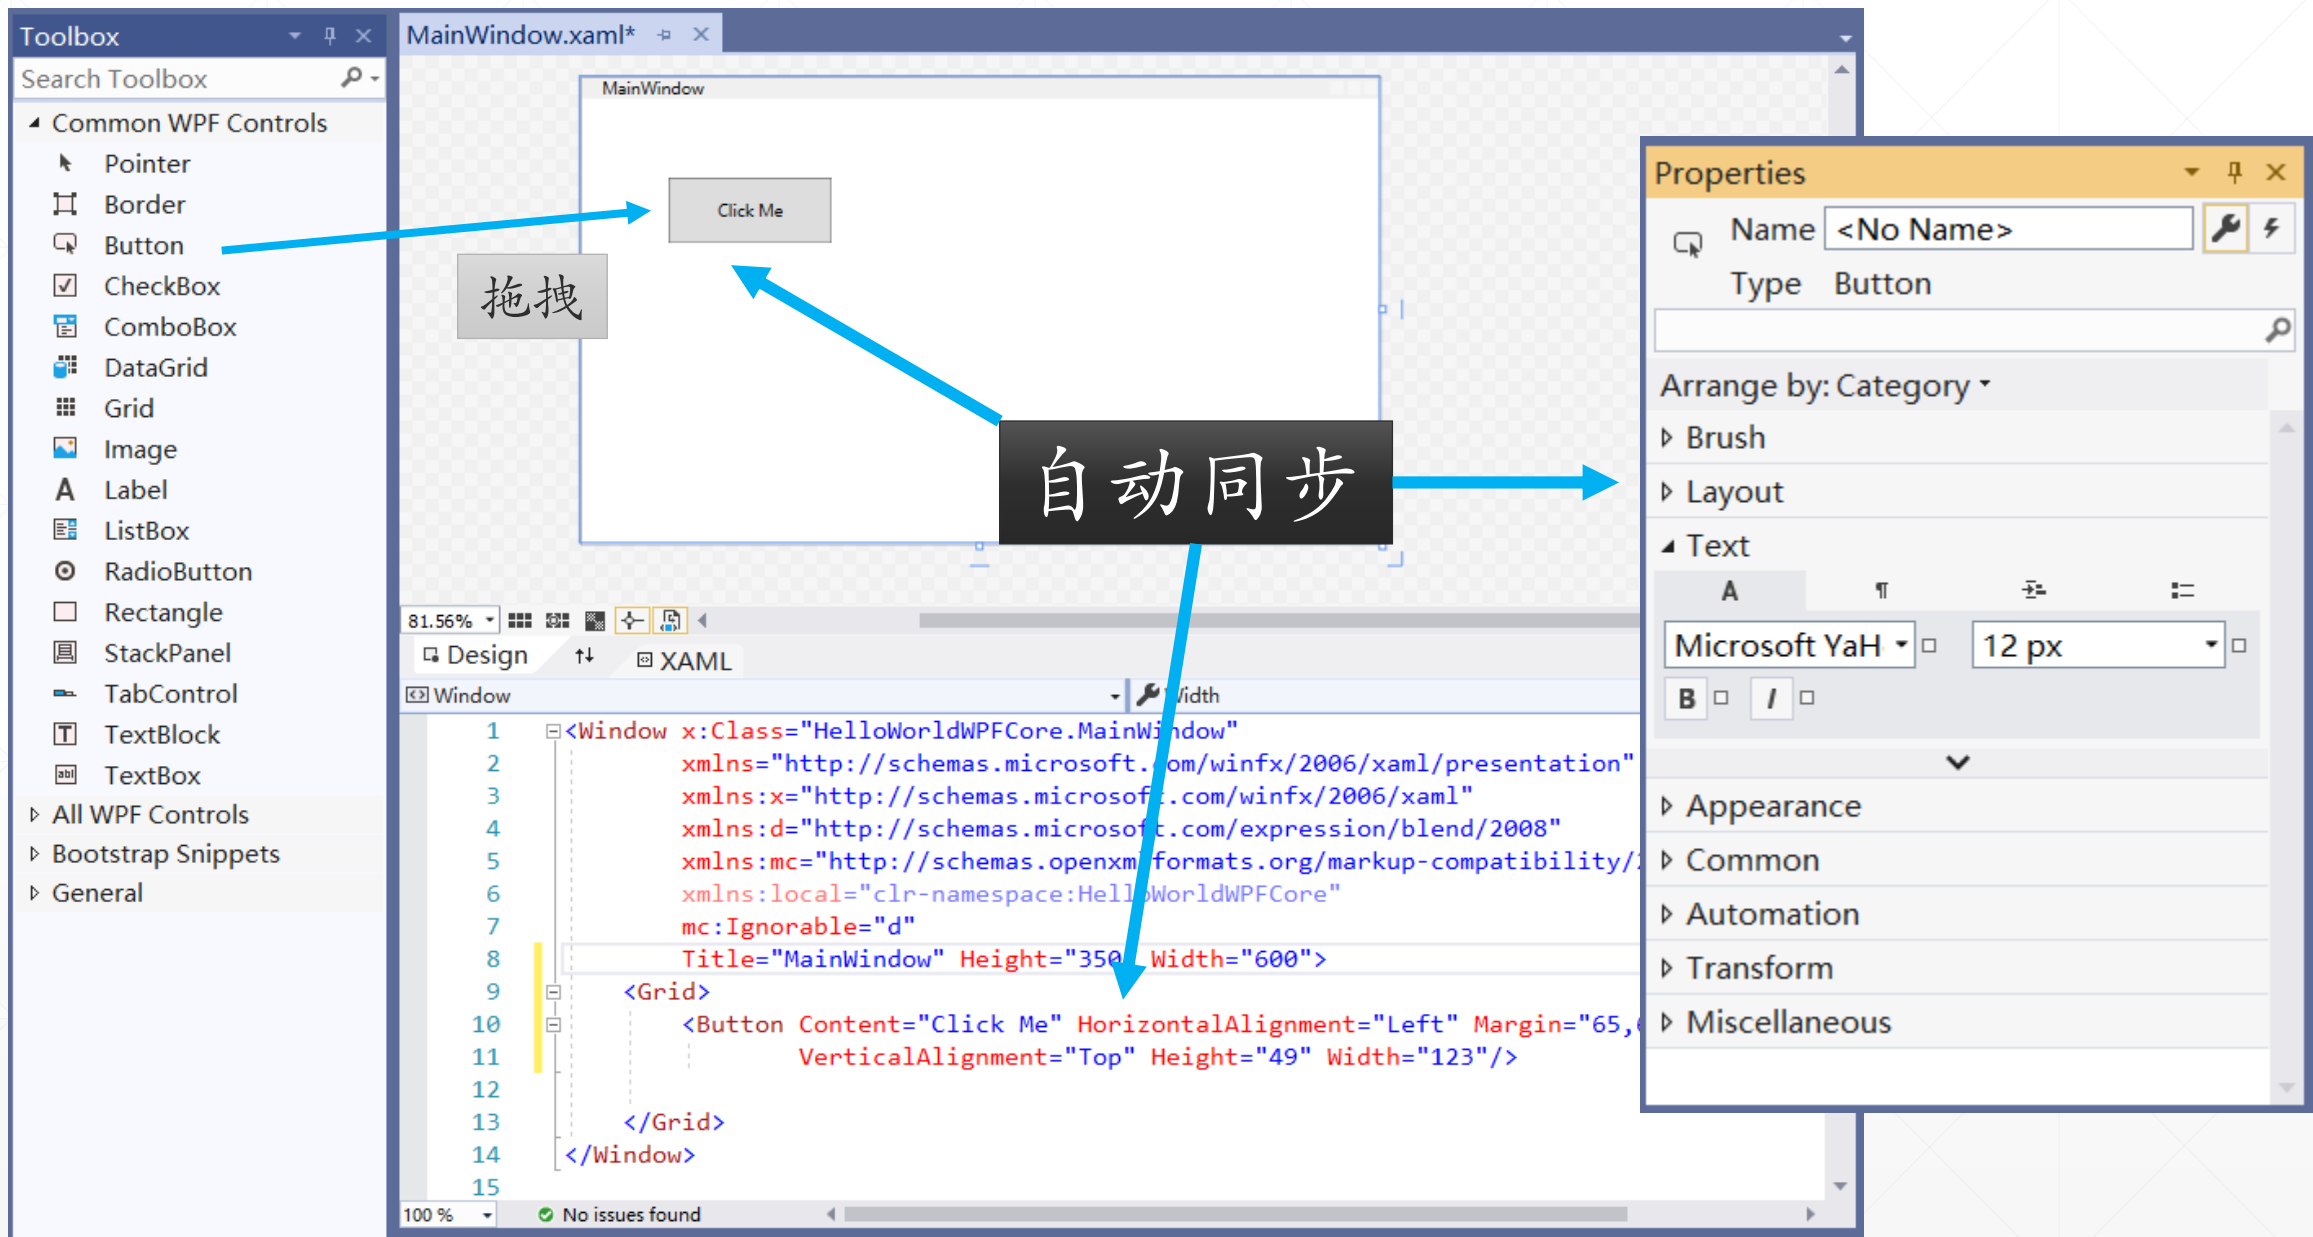 Toolbox
Search Toolbox
Common WPF Controls
Pointer
Border
Button
CheckBox
ComboBox
DataGrid
Grid
Image
Label
ListBox
RadioButton
Rectangle
StackPanel
TabControl
TextBlock
TextBox
All WPF Controls
Bootstrap Snippets
General
MainWindow.xaml*
MainWindow
Click Me
拖拽
自动同步
81.56%
Design
XAML
Window
Width
1 <Window x:Class="HelloWorldWPFCore.MainWindow"
2 xmlns="http://schemas.microsoft.com/winfx/2006/xaml/presentation"
3 xmlns:x="http://schemas.microsoft.com/winfx/2006/xaml"
4 xmlns:d="http://schemas.microsoft.com/expression/blend/2008"
5 xmlns:mc="http://schemas.openxmlformats.org/markup-compatibility/
6 xmlns:local="clr-namespace:HelloWorldWPFCore"
7 mc:Ignorable="d"
8 Title="MainWindow" Height="350" Width="600">
9 <Grid>
10 <Button Content="Click Me" HorizontalAlignment="Left" Margin="65,
11 VerticalAlignment="Top" Height="49" Width="123"/>
12
13 </Grid>
14 </Window>
15
100 %
No issues found
Properties
Name <No Name>
Type Button
Arrange by: Category
Brush
Layout
Text
A ¶
Microsoft YaH 12 px
B I
Appearance
Common
Automation
Transform
Miscellaneous